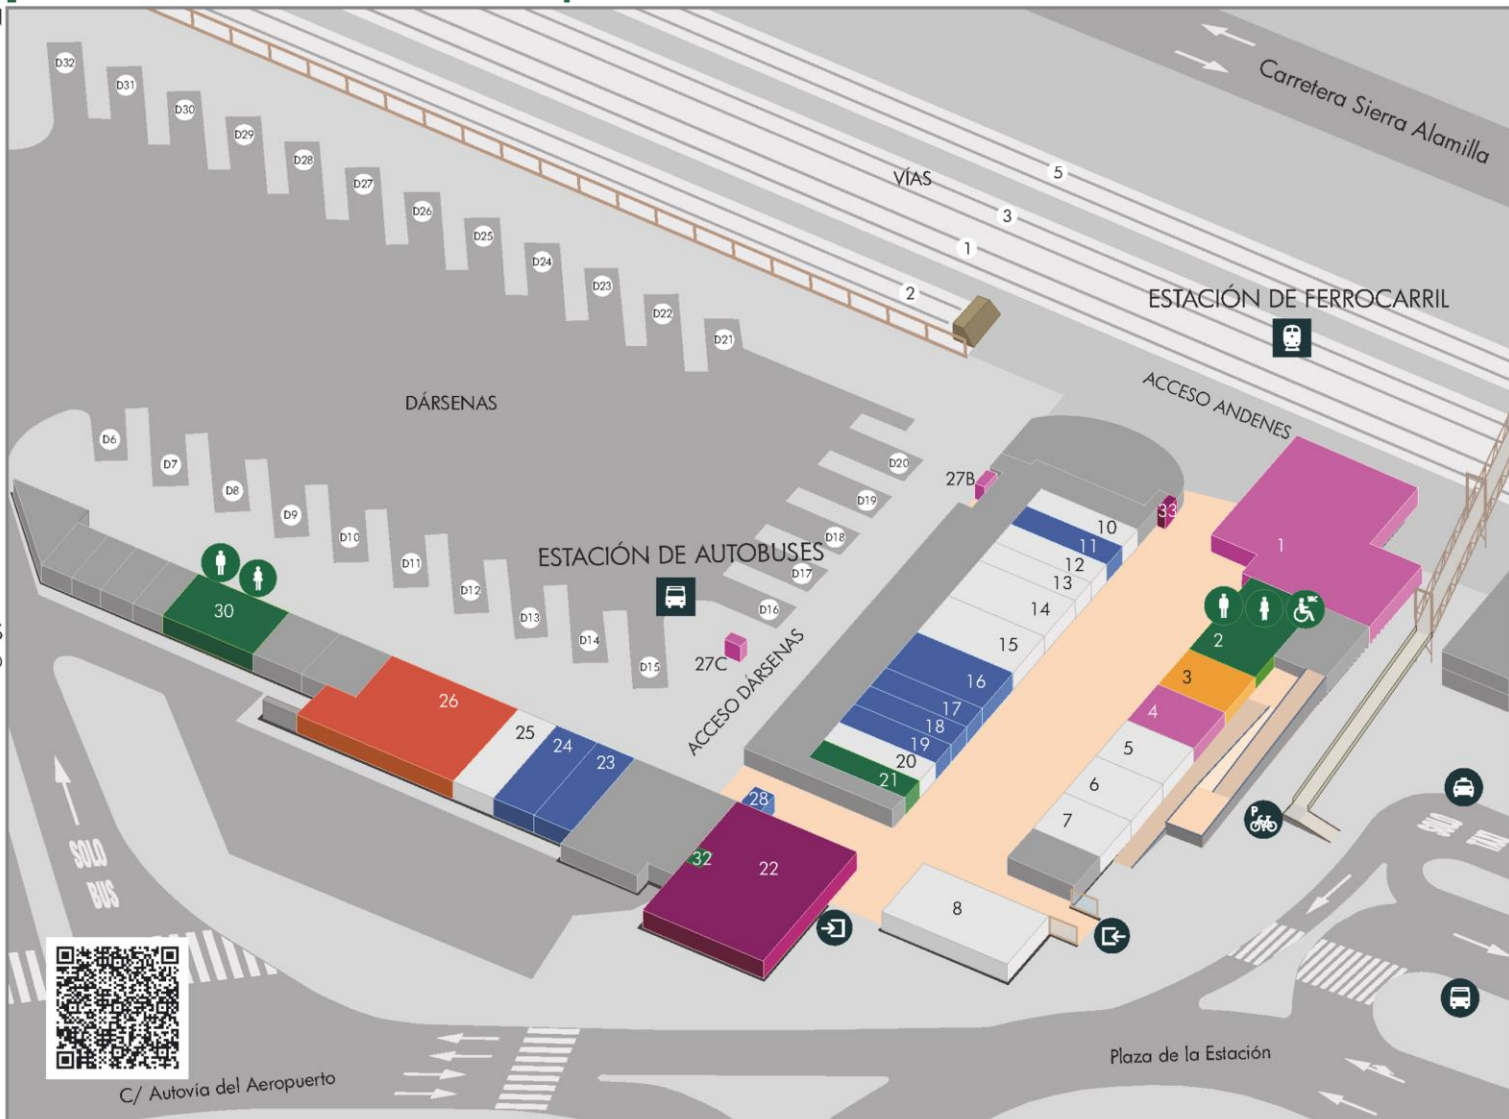 Carretera Sierra Alamilla
D32
D31
D30
D29
D28
D27
D26
D25
D24
D23
D22
D21
VÍAS
5
3
1
2
ESTACIÓN DE FERROCARRIL
ACCESO ANDENES
DÁRSENAS
D6
D7
D8
D9
D10
D11
D12
D13
D14
D15
D20
D19
D18
D17
D16
ESTACIÓN DE AUTOBUSES
27B
27C
ACCESO DÁRSENAS
33
10
11
12
13
14
15
16
17
18
19
20
21
1
2
3
4
5
6
7
8
30
26
25
24
23
28
32
22
P
SOLO
BUS
SOLO
TAXI
C/ Autovía del Aeropuerto
Plaza de la Estación